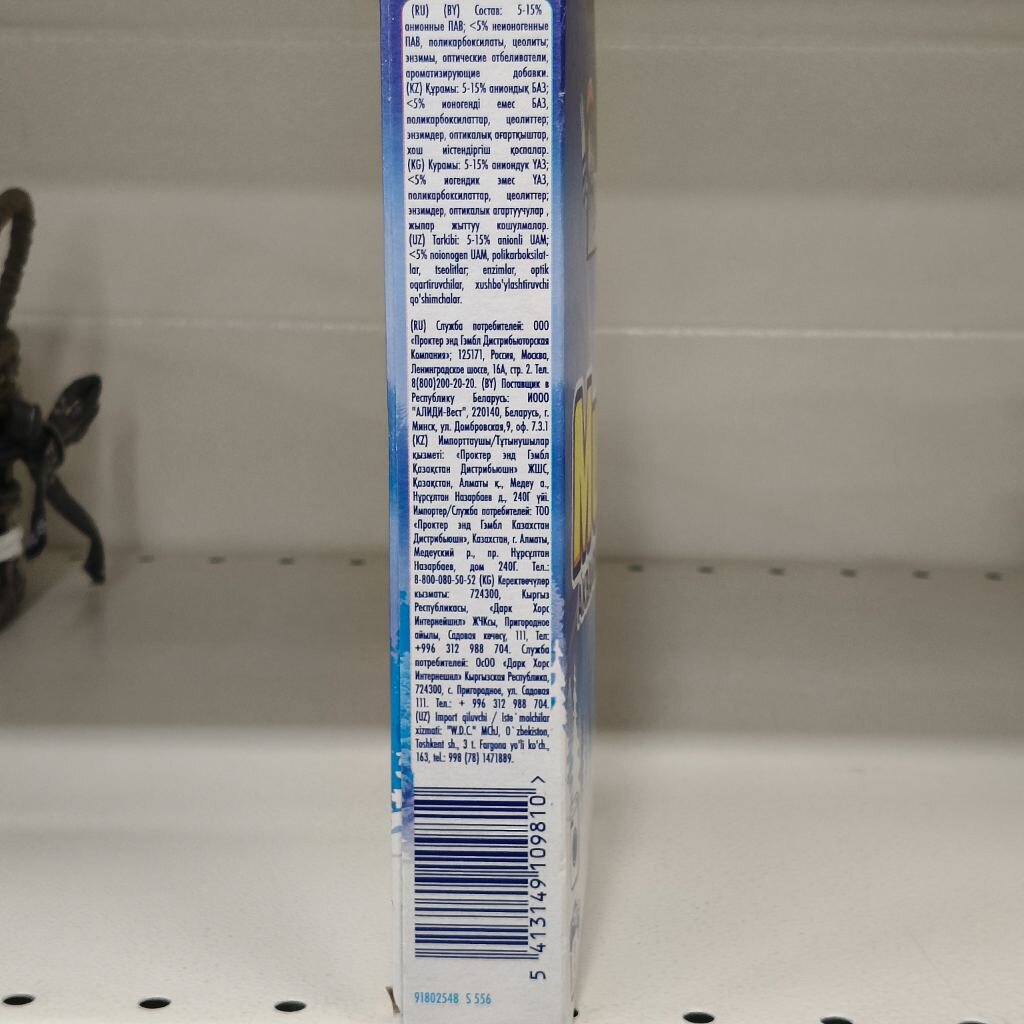 (RU) (BY) Состав: 5-15%
анионные ПАВ; <5% неионогенные
ПАВ, поликарбоксилаты, цеолиты;
энзимы, оптические отбеливатели,
ароматизирующие добавки.
(KZ) Құрамы: 5-15% аниондық БАЗ;
<5% ионогенді емес БАЗ,
поликарбоксилаттар, цеолиттер;
энзимдер, оптикалық ағартқыштар,
хош иістендіргіш қоспалар.
(KG) Курамы: 5-15% аниондук ҮАЗ;
<5% иогендик эмес ҮАЗ,
поликарбоксилаттар, цеолиттер;
энзимдер, оптикалык агартуучулар ,
жыпар жыттуу кошулмалар.
(UZ) Tarkibi: 5-15% anionli UAM;
<5% noionogen UAM, polikarboksilat-
lar, tseolitlar; enzimlar, optik
oqartiruvchilar, xushbo'ylashtiruvchi
qo'shimchalar.
(RU) Служба потребителей: ООО
«Проктер энд Гэмбл Дистрибьюторская
Компания»; 125171, Россия, Москва,
Ленинградское шоссе, 16А, стр. 2. Тел.
8(800)200-20-20. (BY) Поставщик в
Республику Беларусь: ИООО
"АЛИДИ-Вест", 220140, Беларусь, г.
Минск, ул. Домбровская,9, оф. 7.3.1
(KZ) Импорттаушы/Тұтынушылар
қызметі: «Проктер энд Гэмбл
Қазақстан Дистрибьюшн» ЖШС,
Қазақстан, Алматы қ., Медеу а.,
Нұрсұлтан Назарбаев д., 240Г үйі.
Импортер/Служба потребителей: ТОО
«Проктер энд Гэмбл Казахстан
Дистрибьюшн», Казахстан, г. Алматы,
Медеуский р., пр. Нұрсұлтан
Назарбаев, дом 240Г. Тел.:
8-800-080-50-52 (KG) Керектөөчүлөр
кызматы: 724300, Кыргыз
Республикасы, «Дарк Хорс
Интернейшнл» ЖЧКсы, Пригородное
айылы, Садовая көчөсү, 111, Тел:
+996 312 988 704. Служба
потребителей: ОсОО «Дарк Хорс
Интернешнл» Кыргызская Республика,
724300, с. Пригородное, ул. Садовая
111. Тел.: + 996 312 988 704.
(UZ) Import qiluvchi / Iste`molchilar
xizmati: "W.D.C." MChJ, O`zbekiston,
Toshkent sh., 3 t. Fargona yo'li ko'ch.,
163, tel.: 998 (78) 1471889.
5 413149 109810 >
91802548 S 556